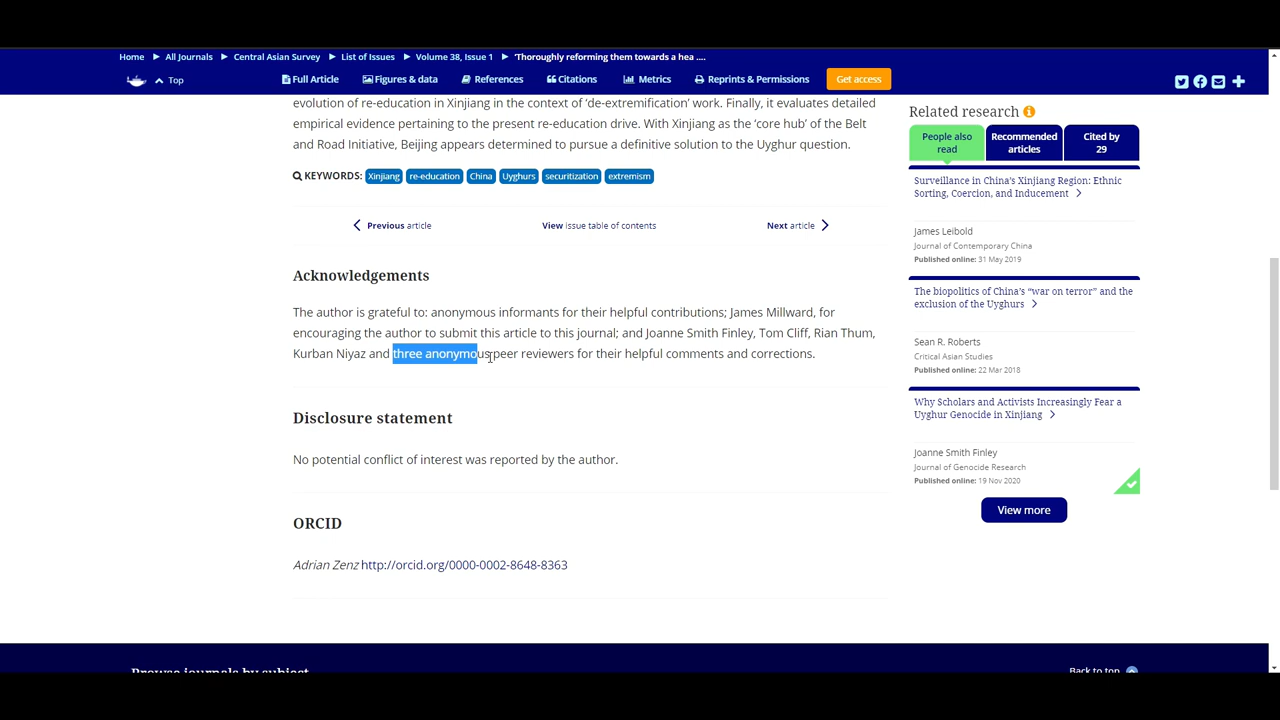 Home ▶ All Journals ▶ Central Asian Survey ▶ List of Issues ▶ Volume 38, Issue 1 ▶ 'Thoroughly reforming them towards a hea ....
Top Full Article Figures & data References Citations Metrics Reprints & Permissions Get access
evolution of re-education in Xinjiang in the context of ‘de-extremification’ work. Finally, it evaluates detailed
empirical evidence pertaining to the present re-education drive. With Xinjiang as the ‘core hub’ of the Belt
and Road Initiative, Beijing appears determined to pursue a definitive solution to the Uyghur question.
KEYWORDS: Xinjiang re-education China Uyghurs securitization extremism
Previous article View issue table of contents Next article
Acknowledgements
The author is grateful to: anonymous informants for their helpful contributions; James Millward, for
encouraging the author to submit this article to this journal; and Joanne Smith Finley, Tom Cliff, Rian Thum,
Kurban Niyaz and three anonymous peer reviewers for their helpful comments and corrections.
Disclosure statement
No potential conflict of interest was reported by the author.
ORCID
Adrian Zenz http://orcid.org/0000-0002-8648-8363
Related research
People also
read
Recommended
articles
Cited by
29
Surveillance in China’s Xinjiang Region: Ethnic
Sorting, Coercion, and Inducement
James Leibold
Journal of Contemporary China
Published online: 31 May 2019
The biopolitics of China’s “war on terror” and the
exclusion of the Uyghurs
Sean R. Roberts
Critical Asian Studies
Published online: 22 Mar 2018
Why Scholars and Activists Increasingly Fear a
Uyghur Genocide in Xinjiang
Joanne Smith Finley
Journal of Genocide Research
Published online: 19 Nov 2020
View more
Browse journals by subject
Back to top